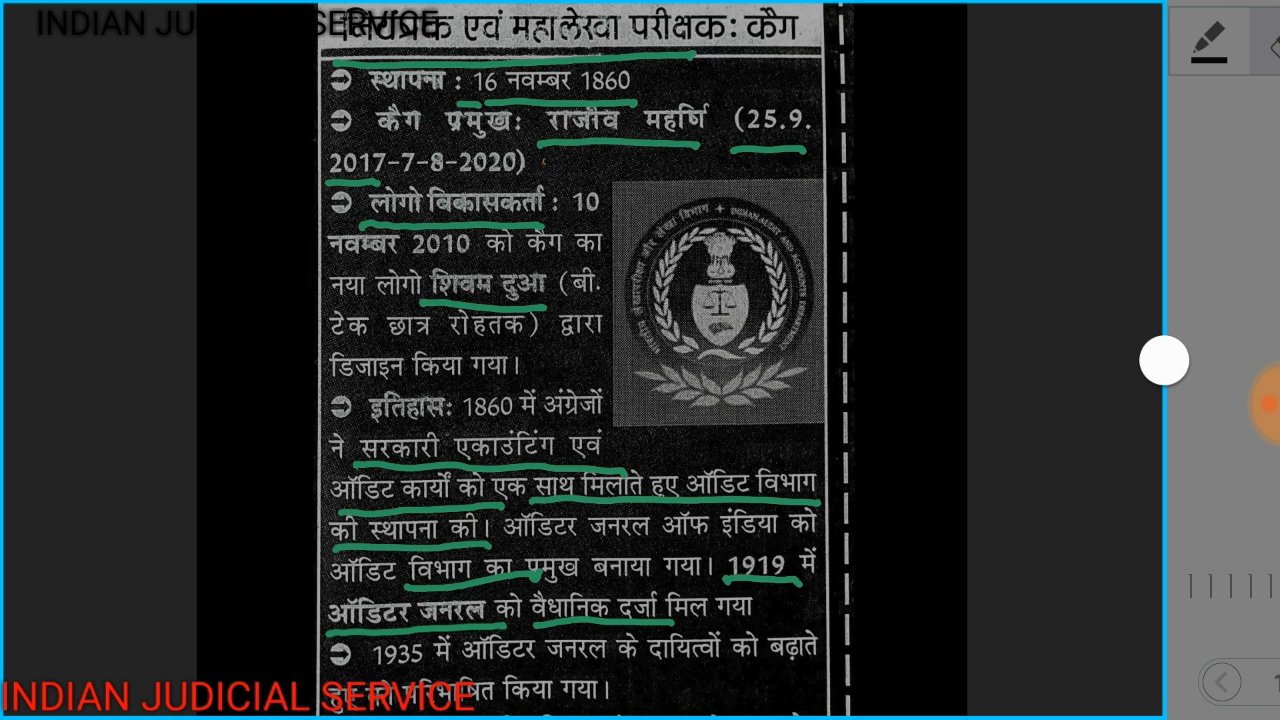 INDIAN JU
SERVICE
एवं महालेखा परीक्षक: कैग
➲ स्थापना : 16 नवम्बर 1860
➲ कैग प्रमुख: राजीव महर्षि (25.9.
2017-7-8-2020)
➲ लोगो विकासकर्ता : 10
नवम्बर 2010 को कैग का
नया लोगो शिवम दुआ (बी.
टेक छात्र रोहतक) द्वारा
डिजाइन किया गया।
➲ इतिहास: 1860 में अंग्रेजों
ने सरकारी एकाउंटिंग एवं
ऑडिट कार्यों को एक साथ मिलाते हुए ऑडिट विभाग
की स्थापना की। ऑडिटर जनरल ऑफ इंडिया को
ऑडिट विभाग का प्रमुख बनाया गया। 1919 में
ऑडिटर जनरल को वैधानिक दर्जा मिल गया
➲ 1935 में ऑडिटर जनरल के दायित्वों को बढ़ाते
किया गया।
INDIAN JUDICIAL SERVICE